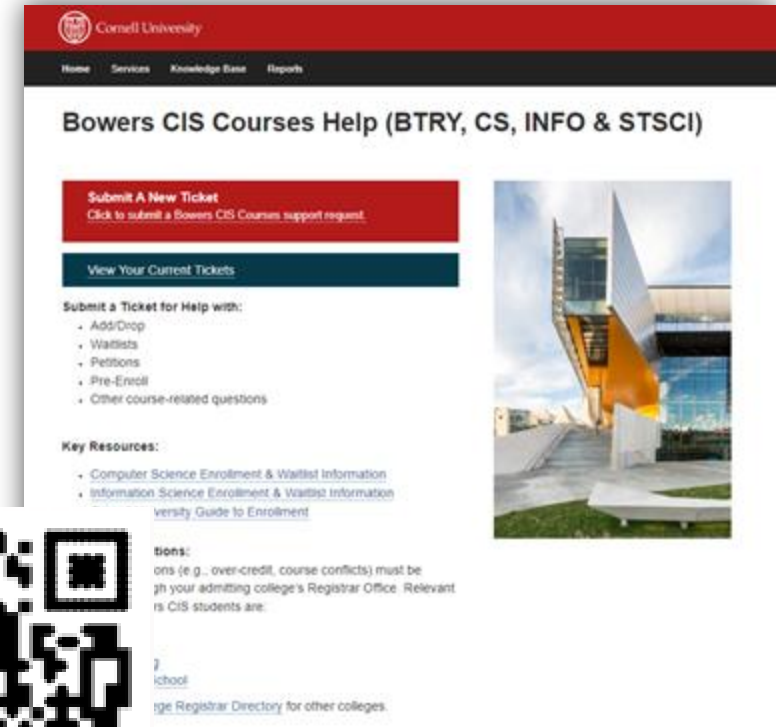 Cornell University
Home Services Knowledge Base Reports
Bowers CIS Courses Help (BTRY, CS, INFO & STSCI)
Submit A New Ticket
Click to submit a Bowers CIS Courses support request.
View Your Current Tickets
Submit a Ticket for Help with:
• Add/Drop
• Waitlists
• Petitions
• Pre-Enroll
• Other course-related questions
Key Resources:
• Computer Science Enrollment & Waitlist Information
• Information Science Enrollment & Waitlist Information
versity Guide to Enrollment
tions:
ons (e.g., over-credit, course conflicts) must be
gh your admitting college's Registrar Office. Relevant
rs CIS students are:
g
chool
ege Registrar Directory for other colleges.